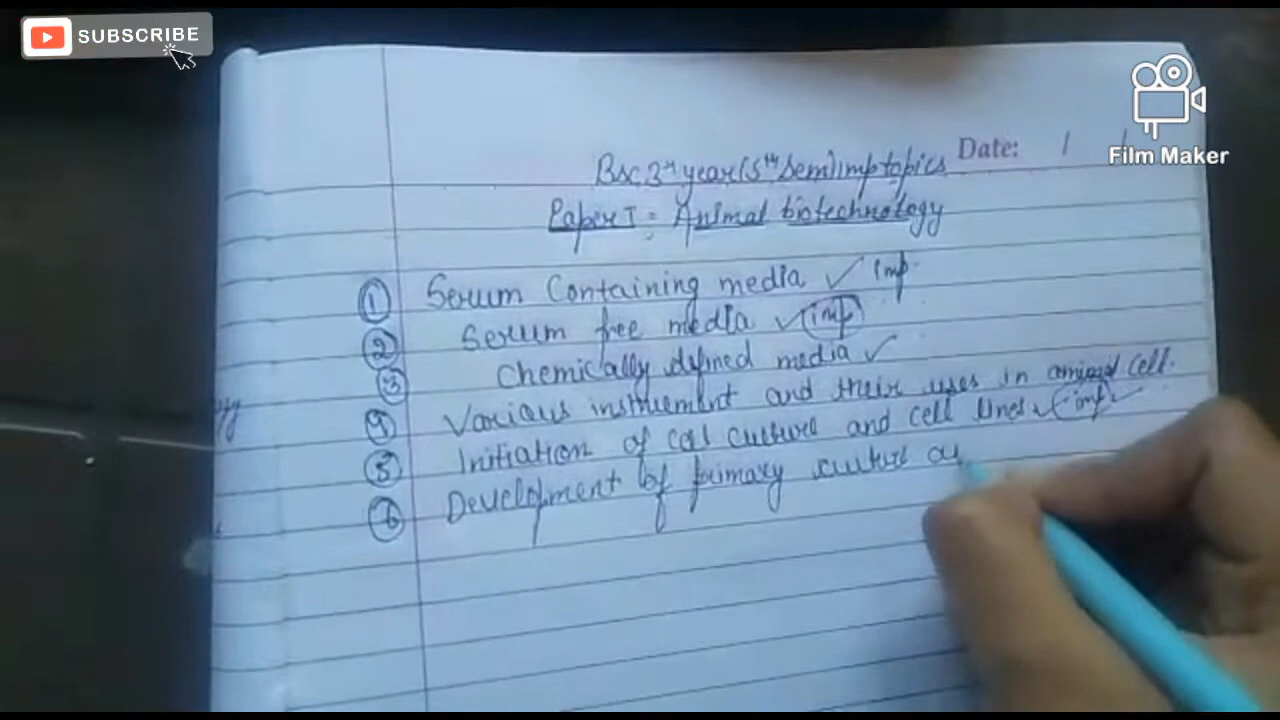 SUBSCRIBE
Film Maker
Date: / /
Bsc 3rd year (5th Sem) imp topics
Paper I : Animal biotechnology
① Serum Containing media ✓ imp.
② Serum free media ✓ imp
③ Chemically defined media ✓
④ Various instruement and their uses in animal cell.
⑤ Initiation of cell culture and cell lines ✓ imp ✓
⑥ Development of primary culture